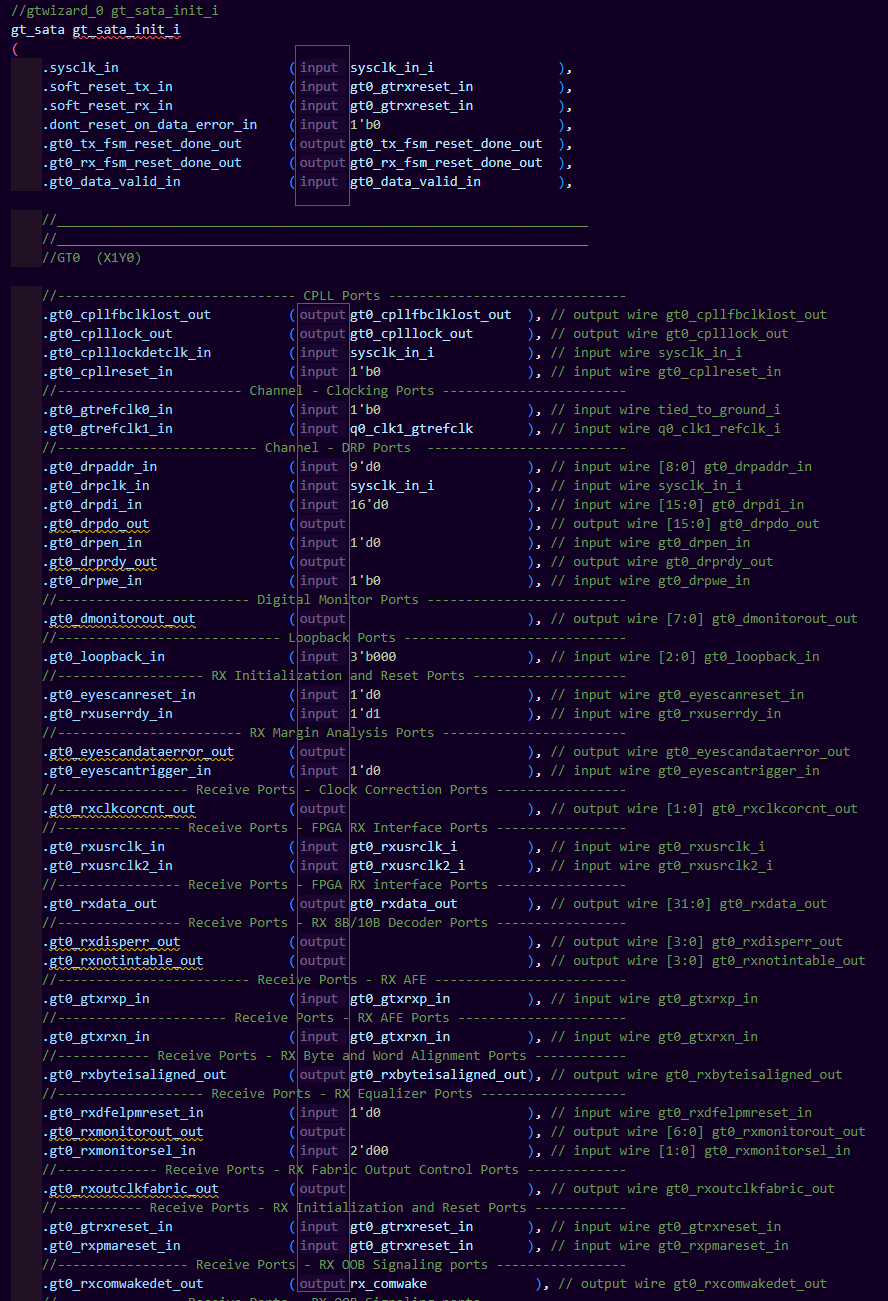 //gtwizard_0 gt_sata_init_i
gt_sata gt_sata_init_i
(
.sysclk_in ( input sysclk_in_i ),
.soft_reset_tx_in ( input gt0_gtrxreset_in ),
.soft_reset_rx_in ( input gt0_gtrxreset_in ),
.dont_reset_on_data_error_in ( input 1'b0 ),
.gt0_tx_fsm_reset_done_out ( output gt0_tx_fsm_reset_done_out ),
.gt0_rx_fsm_reset_done_out ( output gt0_rx_fsm_reset_done_out ),
.gt0_data_valid_in ( input gt0_data_valid_in ),
//_____________________________________________________________________
//_____________________________________________________________________
//GT0 (X1Y0)
//------------------------------- CPLL Ports -------------------------------
.gt0_cpllfbclklost_out ( output gt0_cpllfbclklost_out ), // output wire gt0_cpllfbclklost_out
.gt0_cplllock_out ( output gt0_cplllock_out ), // output wire gt0_cplllock_out
.gt0_cplllockdetclk_in ( input sysclk_in_i ), // input wire sysclk_in_i
.gt0_cpllreset_in ( input 1'b0 ), // input wire gt0_cpllreset_in
//------------------------ Channel - Clocking Ports ------------------------
.gt0_gtrefclk0_in ( input 1'b0 ), // input wire tied_to_ground_i
.gt0_gtrefclk1_in ( input q0_clk1_gtrefclk ), // input wire q0_clk1_refclk_i
//-------------------------- Channel - DRP Ports --------------------------
.gt0_drpaddr_in ( input 9'd0 ), // input wire [8:0] gt0_drpaddr_in
.gt0_drpclk_in ( input sysclk_in_i ), // input wire sysclk_in_i
.gt0_drpdi_in ( input 16'd0 ), // input wire [15:0] gt0_drpdi_in
.gt0_drpdo_out ( output ), // output wire [15:0] gt0_drpdo_out
.gt0_drpen_in ( input 1'd0 ), // input wire gt0_drpen_in
.gt0_drprdy_out ( output ), // output wire gt0_drprdy_out
.gt0_drpwe_in ( input 1'b0 ), // input wire gt0_drpwe_in
//------------------------- Digital Monitor Ports ---------------------------
.gt0_dmonitorout_out ( output ), // output wire [7:0] gt0_dmonitorout_out
//----------------------------- Loopback Ports -----------------------------
.gt0_loopback_in ( input 3'b000 ), // input wire [2:0] gt0_loopback_in
//------------------- RX Initialization and Reset Ports --------------------
.gt0_eyescanreset_in ( input 1'd0 ), // input wire gt0_eyescanreset_in
.gt0_rxuserrdy_in ( input 1'd1 ), // input wire gt0_rxuserrdy_in
//------------------------ RX Margin Analysis Ports ------------------------
.gt0_eyescandataerror_out ( output ), // output wire gt0_eyescandataerror_out
.gt0_eyescantrigger_in ( input 1'd0 ), // input wire gt0_eyescantrigger_in
//----------------- Receive Ports - Clock Correction Ports -----------------
.gt0_rxclkcorcnt_out ( output ), // output wire [1:0] gt0_rxclkcorcnt_out
//---------------- Receive Ports - FPGA RX Interface Ports -----------------
.gt0_rxusrclk_in ( input gt0_rxusrclk_i ), // input wire gt0_rxusrclk_i
.gt0_rxusrclk2_in ( input gt0_rxusrclk2_i ), // input wire gt0_rxusrclk2_i
//---------------- Receive Ports - FPGA RX interface Ports -----------------
.gt0_rxdata_out ( output gt0_rxdata_out ), // output wire [31:0] gt0_rxdata_out
//---------------- Receive Ports - RX 8B/10B Decoder Ports -----------------
.gt0_rxdisperr_out ( output ), // output wire [3:0] gt0_rxdisperr_out
.gt0_rxnotintable_out ( output ), // output wire [3:0] gt0_rxnotintable_out
//------------------------- Receive Ports - RX AFE -------------------------
.gt0_gtxrxp_in ( input gt0_gtxrxp_in ), // input wire gt0_gtxrxp_in
//---------------------- Receive Ports - RX AFE Ports ----------------------
.gt0_gtxrxn_in ( input gt0_gtxrxn_in ), // input wire gt0_gtxrxn_in
//------------ Receive Ports - RX Byte and Word Alignment Ports ------------
.gt0_rxbyteisaligned_out ( output gt0_rxbyteisaligned_out), // output wire gt0_rxbyteisaligned_out
//------------------- Receive Ports - RX Equalizer Ports -------------------
.gt0_rxdfelpmreset_in ( input 1'd0 ), // input wire gt0_rxdfelpmreset_in
.gt0_rxmonitorout_out ( output ), // output wire [6:0] gt0_rxmonitorout_out
.gt0_rxmonitorsel_in ( input 2'd00 ), // input wire [1:0] gt0_rxmonitorsel_in
//------------- Receive Ports - RX Fabric Output Control Ports -------------
.gt0_rxoutclkfabric_out ( output ), // output wire gt0_rxoutclkfabric_out
//----------- Receive Ports - RX Initialization and Reset Ports ------------
.gt0_gtrxreset_in ( input gt0_gtrxreset_in ), // input wire gt0_gtrxreset_in
.gt0_rxpmareset_in ( input gt0_gtrxreset_in ), // input wire gt0_rxpmareset_in
//----------------- Receive Ports - RX OOB Signaling ports -----------------
.gt0_rxcomwakedet_out ( output rx_comwake ), // output wire gt0_rxcomwakedet_out
//---------------- Receive Ports - RX OOB Signaling ports